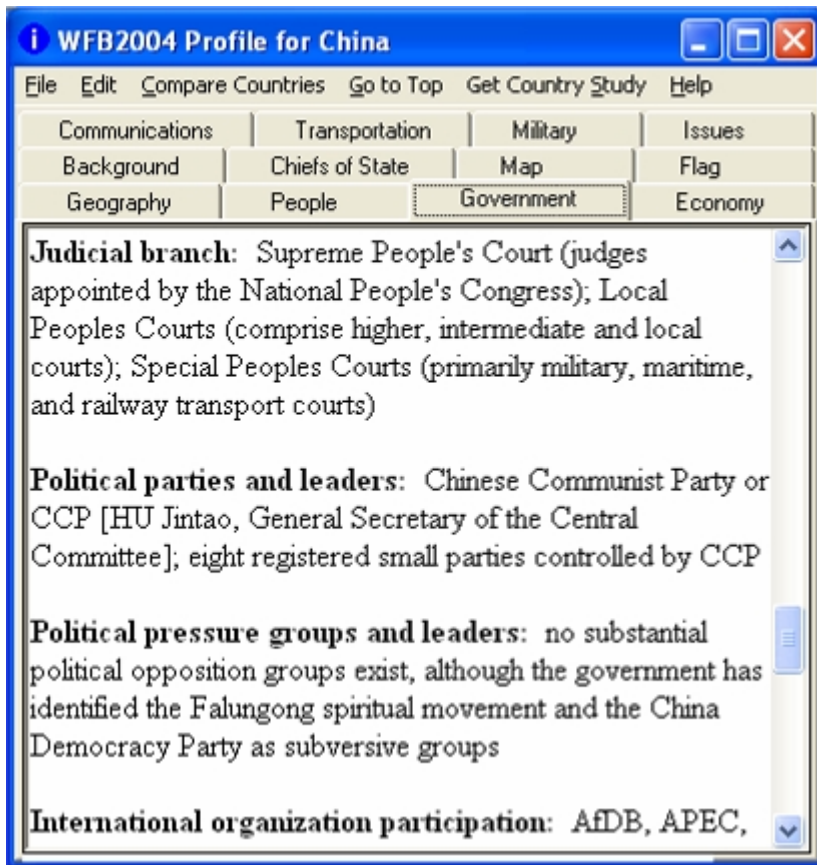 WFB2004 Profile for China
File Edit Compare Countries Go to Top Get Country Study Help
Communications Transportation Military Issues
Background Chiefs of State Map Flag
Geography People Government Economy
Judicial branch: Supreme People's Court (judges
appointed by the National People's Congress); Local
Peoples Courts (comprise higher, intermediate and local
courts); Special Peoples Courts (primarily military, maritime,
and railway transport courts)
Political parties and leaders: Chinese Communist Party or
CCP [HU Jintao, General Secretary of the Central
Committee]; eight registered small parties controlled by CCP
Political pressure groups and leaders: no substantial
political opposition groups exist, although the government has
identified the Falungong spiritual movement and the China
Democracy Party as subversive groups
International organization participation: AfDB, APEC,